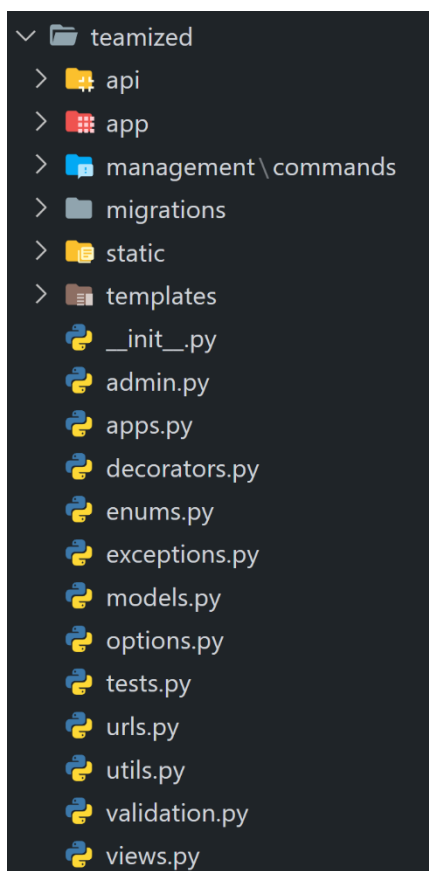 teamized
api
app
management\commands
migrations
static
templates
__init__.py
admin.py
apps.py
decorators.py
enums.py
exceptions.py
models.py
options.py
tests.py
urls.py
utils.py
validation.py
views.py